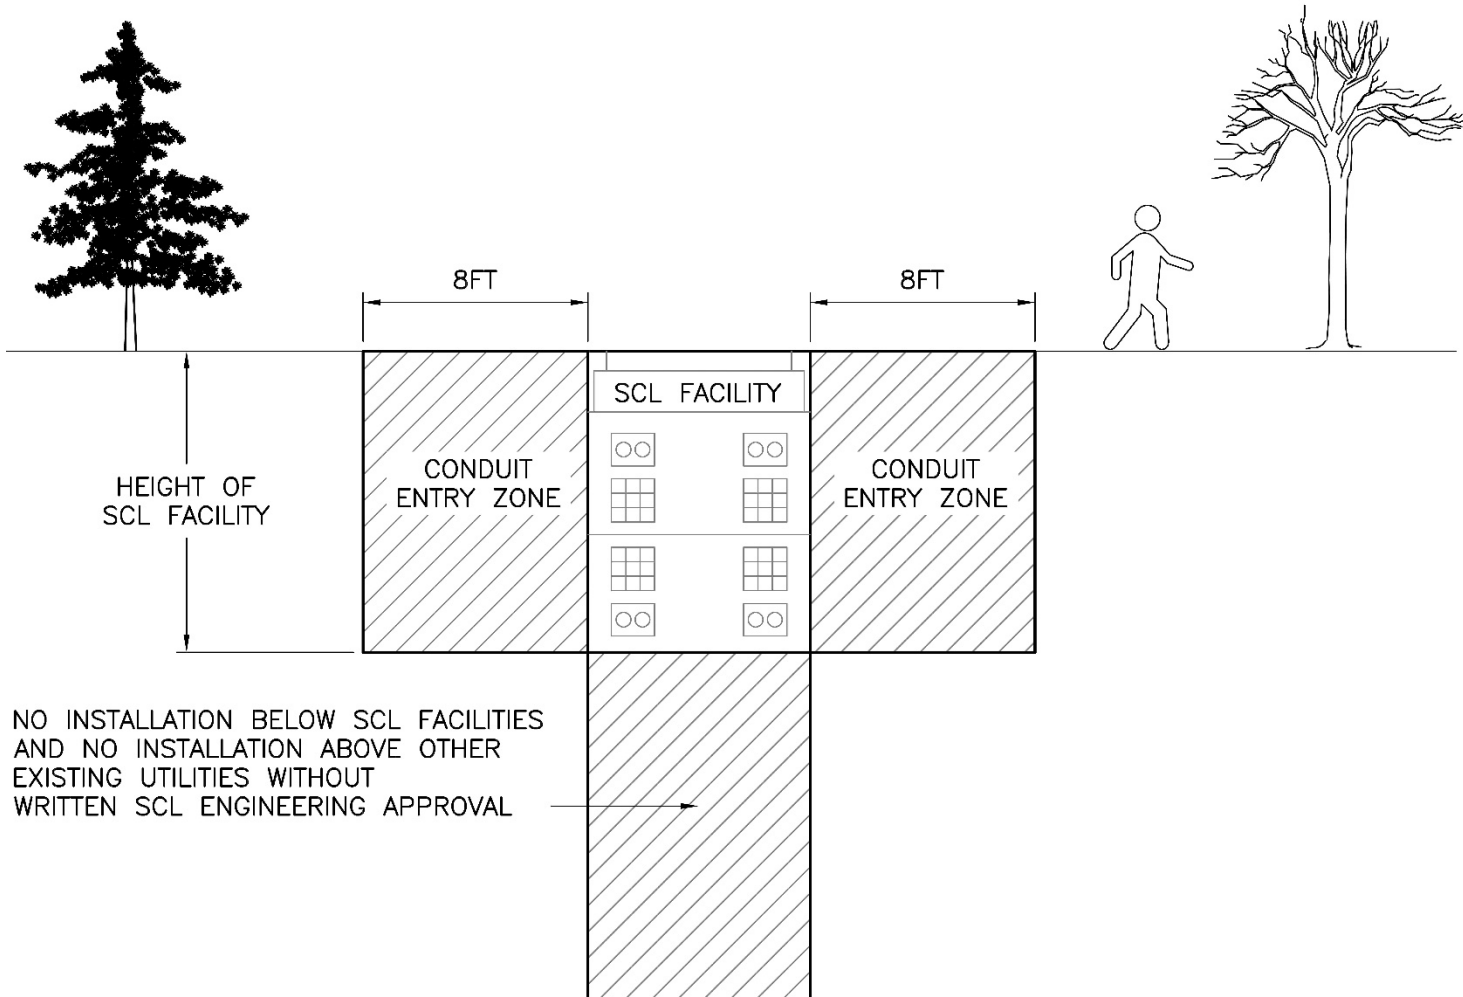 8FT
8FT
SCL FACILITY
CONDUIT
ENTRY ZONE
CONDUIT
ENTRY ZONE
HEIGHT OF
SCL FACILITY
NO INSTALLATION BELOW SCL FACILITIES
AND NO INSTALLATION ABOVE OTHER
EXISTING UTILITIES WITHOUT
WRITTEN SCL ENGINEERING APPROVAL